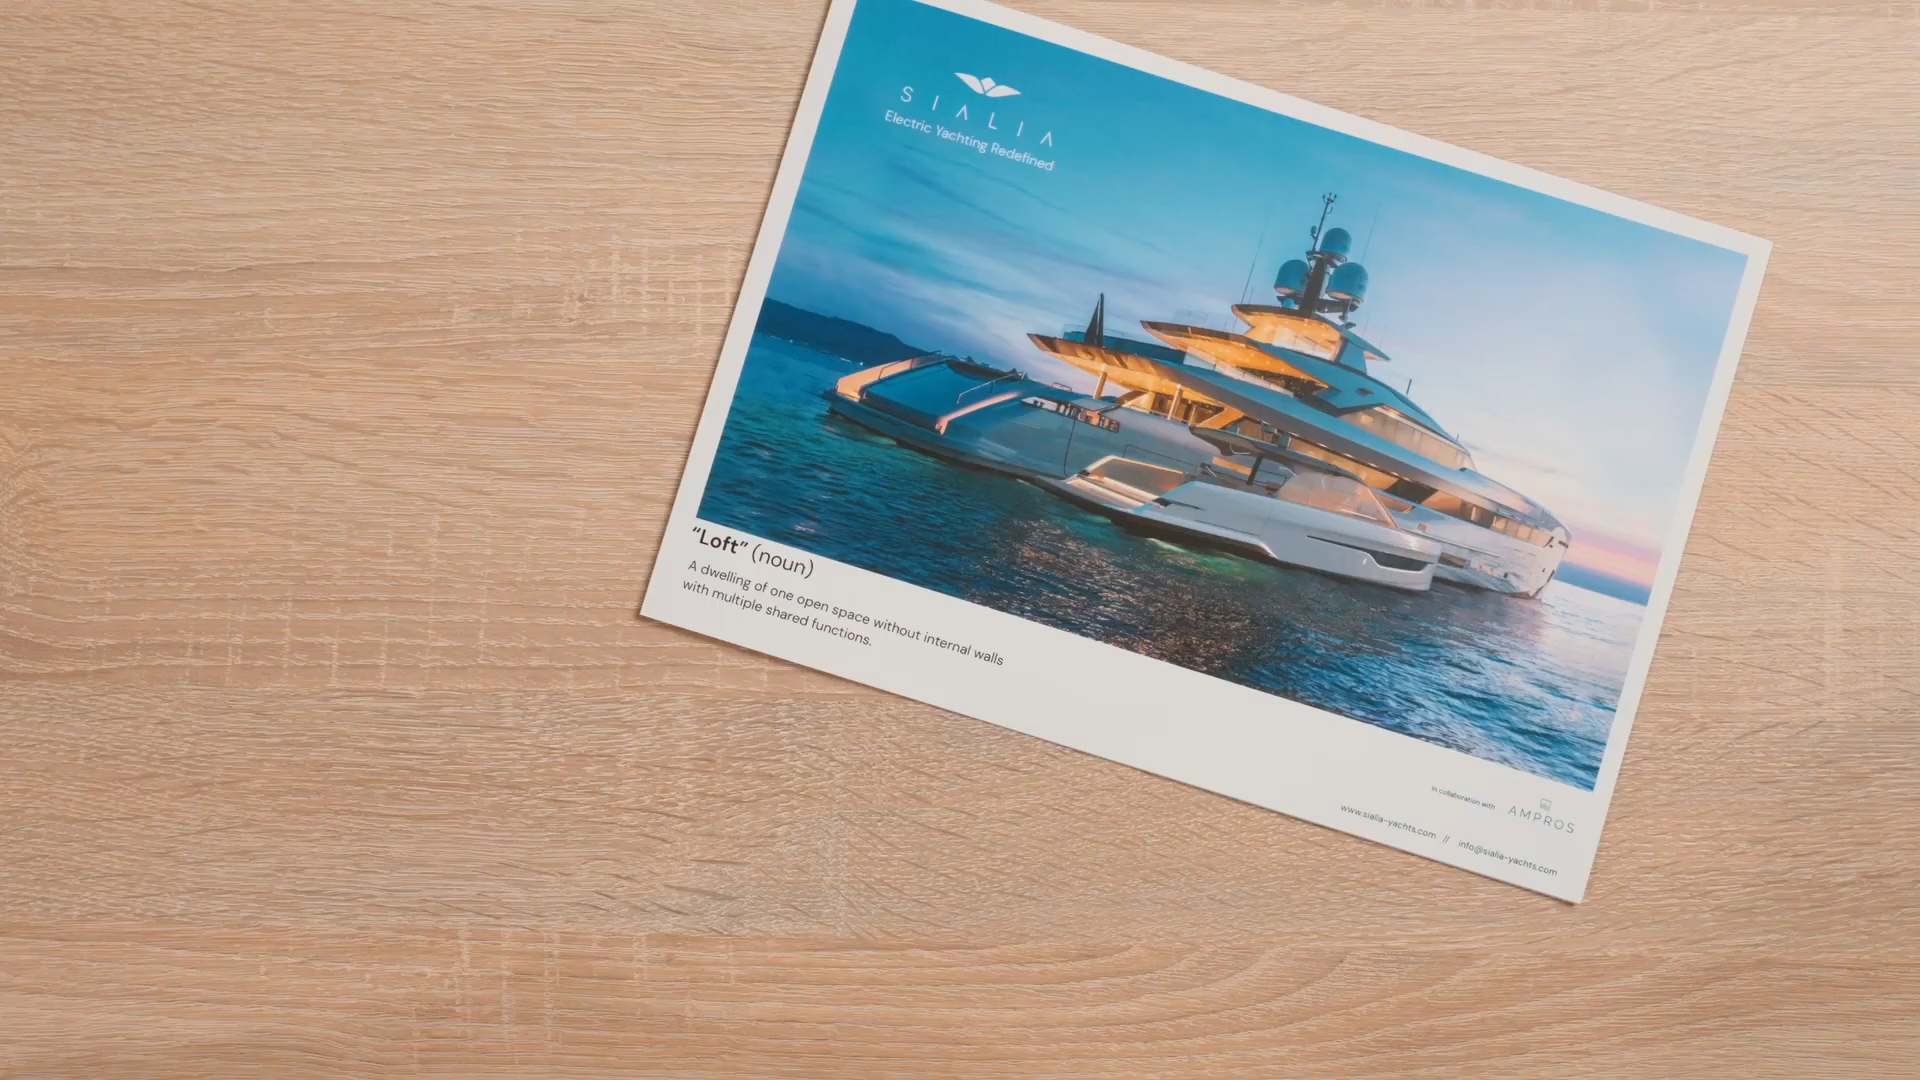 SIALIA
Electric Yachting Redefined
“Loft” (noun)
A dwelling of one open space without internal walls
with multiple shared functions.
In collaboration with
AMPROS
www.sialia-yachts.com // info@sialia-yachts.com